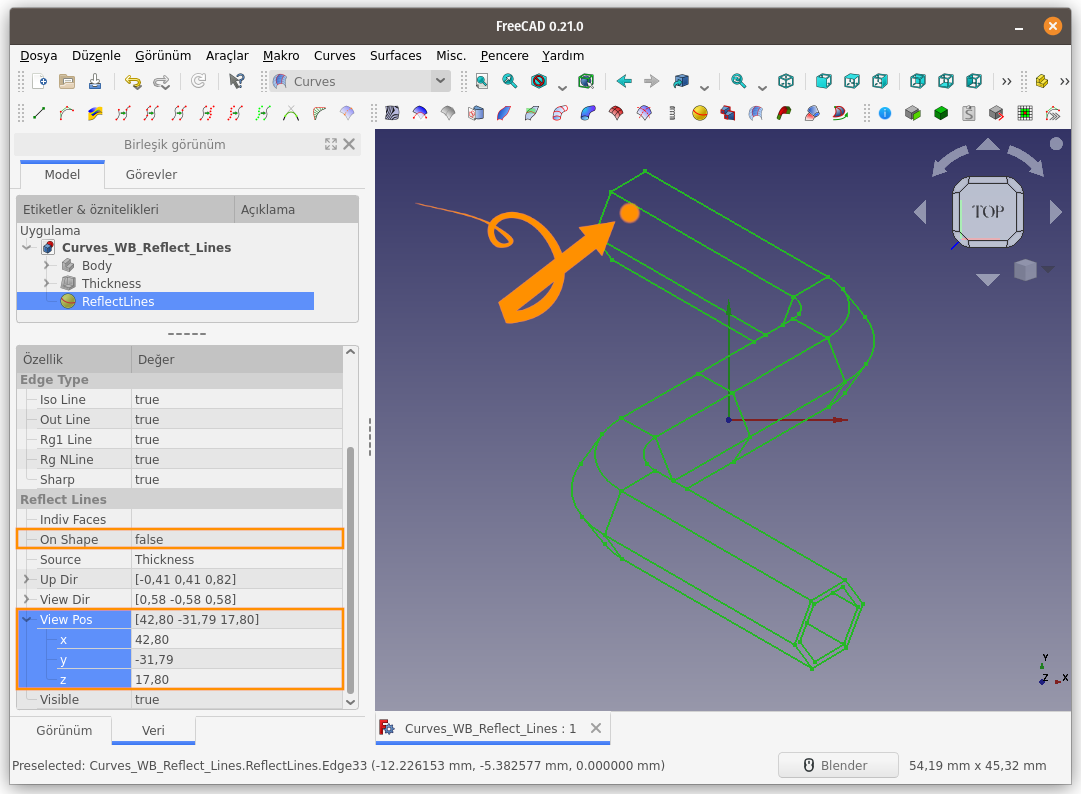 FreeCAD 0.21.0
Dosya Düzenle Görünüm Araçlar Makro Curves Surfaces Misc. Pencere Yardım
Curves
Birleşik görünüm
Model Görevler
Etiketler & öznitelikleri Açıklama
Uygulama
Curves_WB_Reflect_Lines
Body
Thickness
ReflectLines
Özellik Değer
Edge Type
Iso Line true
Out Line true
Rg1 Line true
Rg NLine true
Sharp true
Reflect Lines
Indiv Faces
On Shape false
Source Thickness
Up Dir [-0,41 0,41 0,82]
View Dir [0,58 -0,58 0,58]
View Pos [42,80 -31,79 17,80]
x 42,80
y -31,79
z 17,80
Visible true
Görünüm Veri
TOP
Y
Z X
Curves_WB_Reflect_Lines : 1
Preselected: Curves_WB_Reflect_Lines.ReflectLines.Edge33 (-12.226153 mm, -5.382577 mm, 0.000000 mm)
Blender
54,19 mm x 45,32 mm